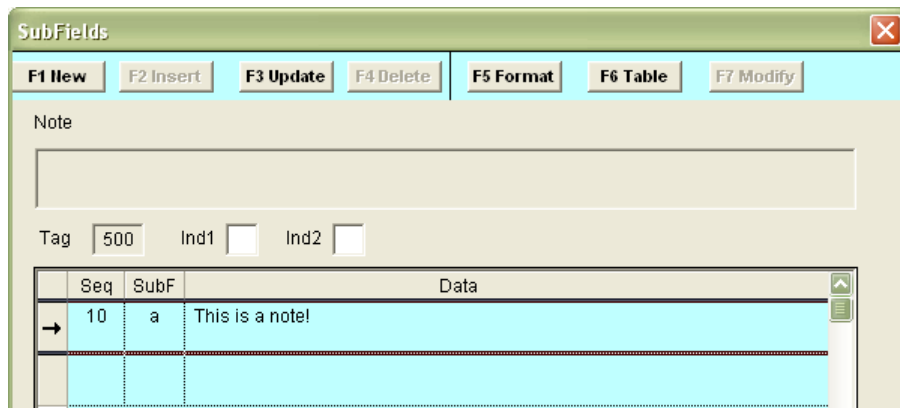 SubFields
F1 New F2 Insert F3 Update F4 Delete F5 Format F6 Table F7 Modify
Note
Tag 500 Ind1 Ind2
Seq SubF Data
10 a This is a note!